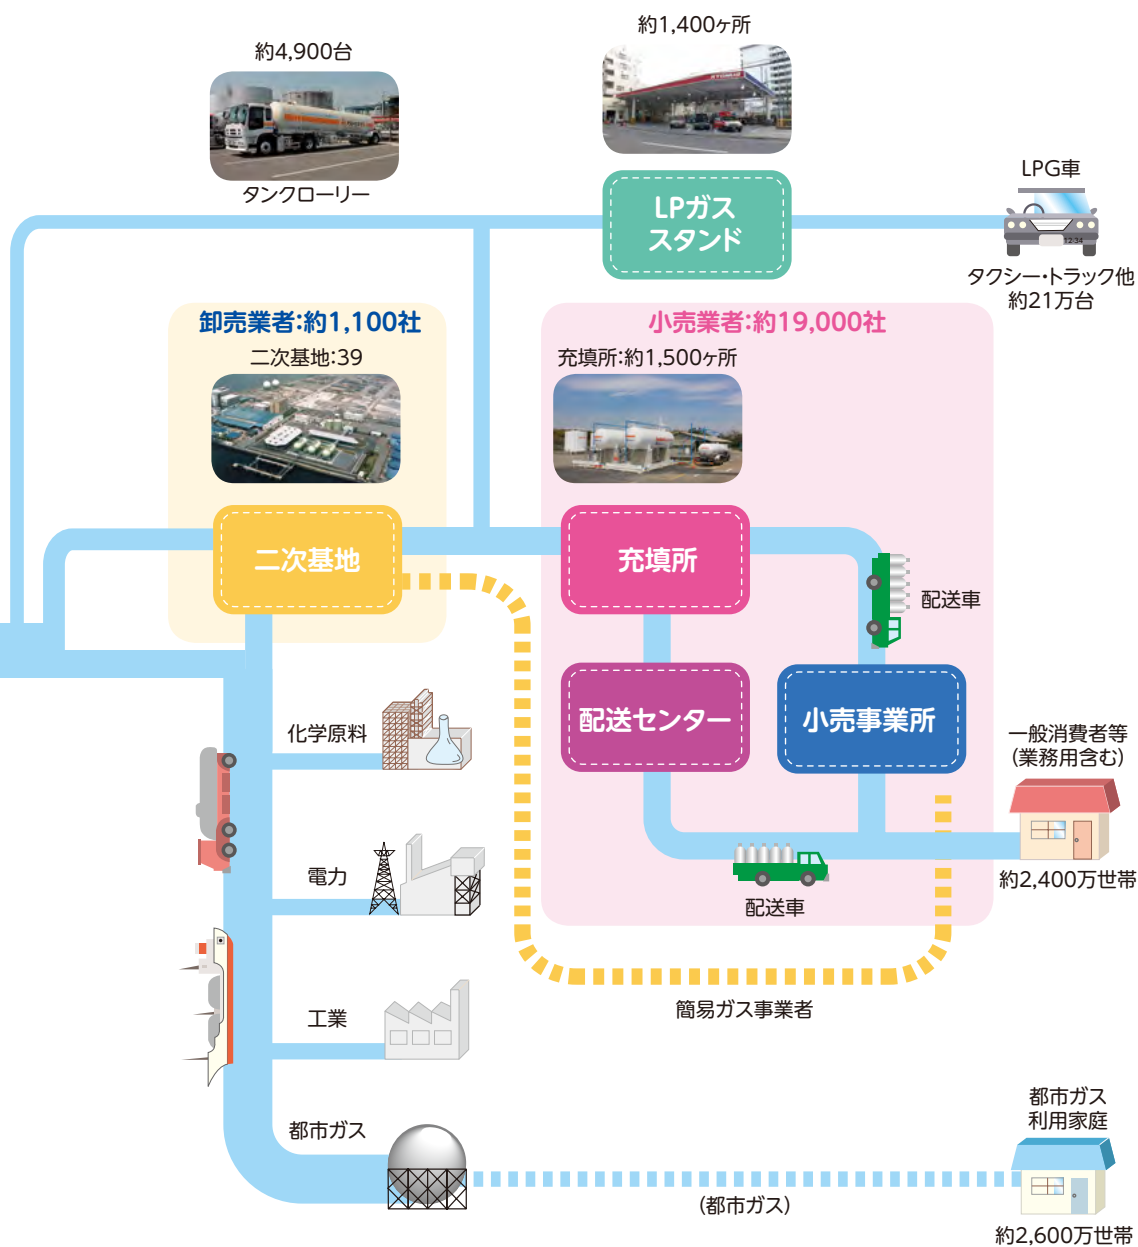 約4,900台
タンクローリー
約1,400ヶ所
LPガス
スタンド
LPG車
12-34
タクシー・トラック他
約21万台
卸売業者:約1,100社
二次基地:39
二次基地
小売業者:約19,000社
充填所:約1,500ヶ所
充填所
配送車
配送センター
小売事業所
一般消費者等
(業務用含む)
約2,400万世帯
配送車
簡易ガス事業者
化学原料
電力
工業
都市ガス
(都市ガス)
都市ガス
利用家庭
約2,600万世帯